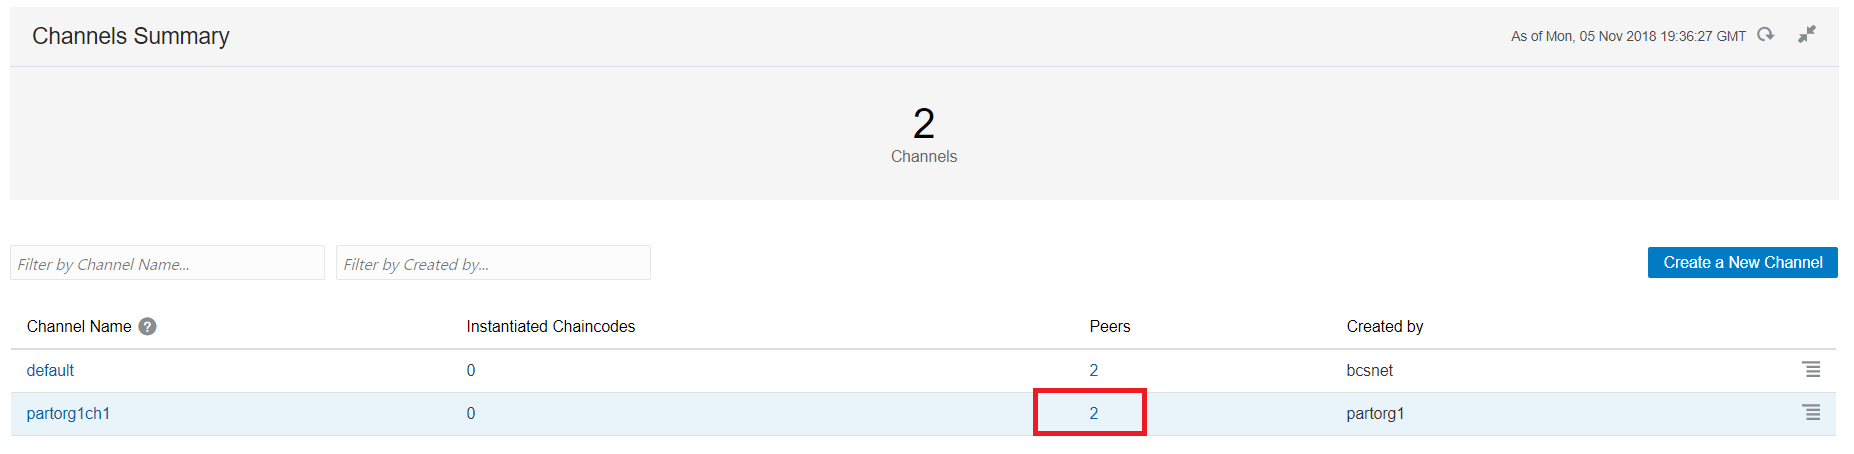 Channels Summary
As of Mon, 05 Nov 2018 19:36:27 GMT
2
Channels
Filter by Channel Name...
Filter by Created by...
Create a New Channel
Channel Name ? Instantiated Chaincodes Peers Created by
default 0 2 bcsnet
partorg1ch1 0 2 partorg1